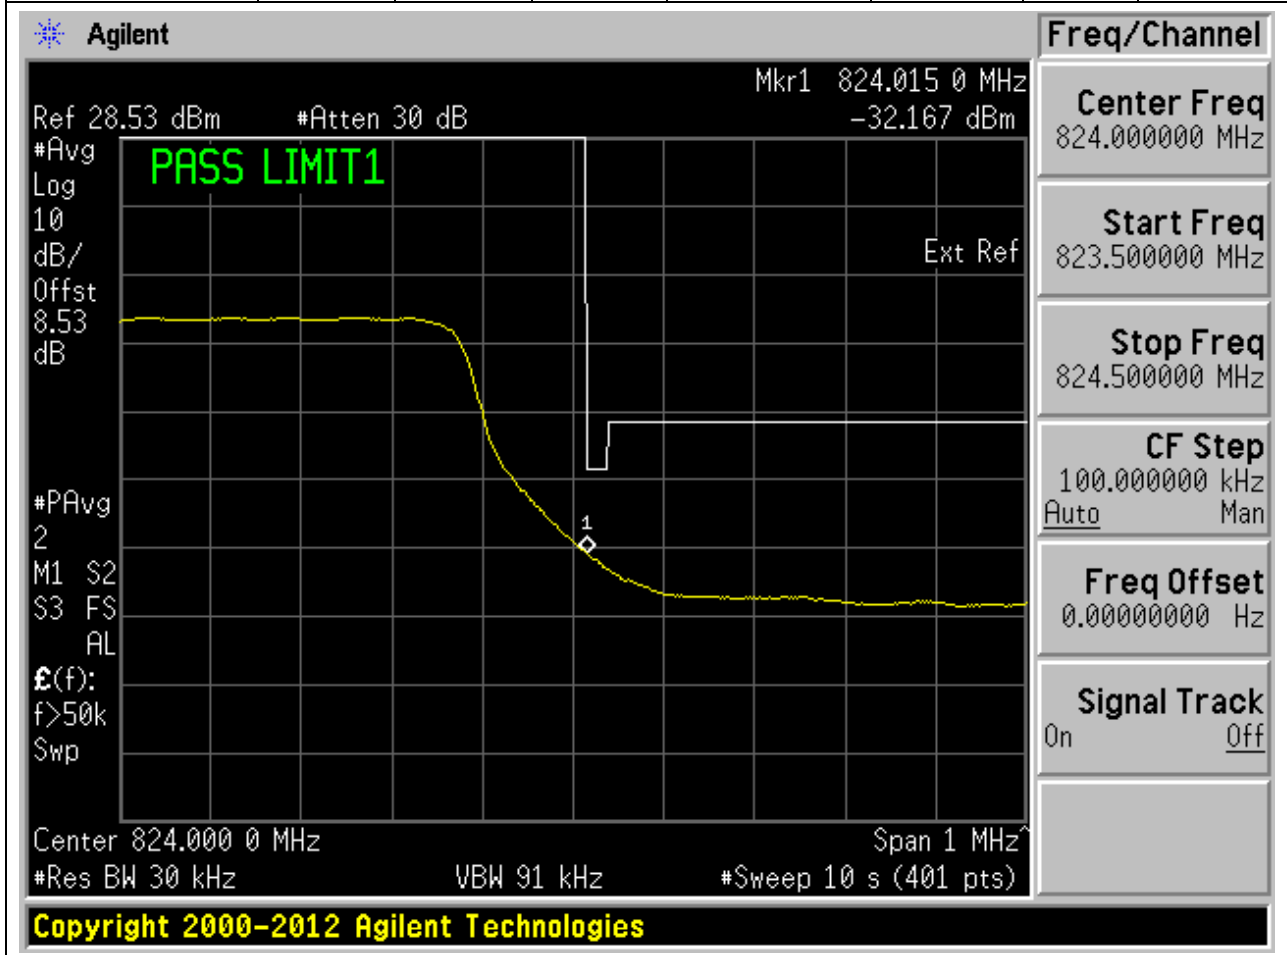 Agilent
Freq/Channel
Mkr1 824.015 0 MHz
Ref 28.53 dBm #Atten 30 dB -32.167 dBm
#Avg
Log
10
dB/
Offst
8.53
dB
PASS LIMIT1
Ext Ref
1
#PAvg
2
M1 S2
S3 FS
AL
£(f):
f>50k
Swp
Center 824.000 0 MHz Span 1 MHz^
#Res BW 30 kHz VBW 91 kHz #Sweep 10 s (401 pts)
Center Freq
824.000000 MHz
Start Freq
823.500000 MHz
Stop Freq
824.500000 MHz
CF Step
100.000000 kHz
Auto Man
Freq Offset
0.00000000 Hz
Signal Track
On Off
Copyright 2000-2012 Agilent Technologies